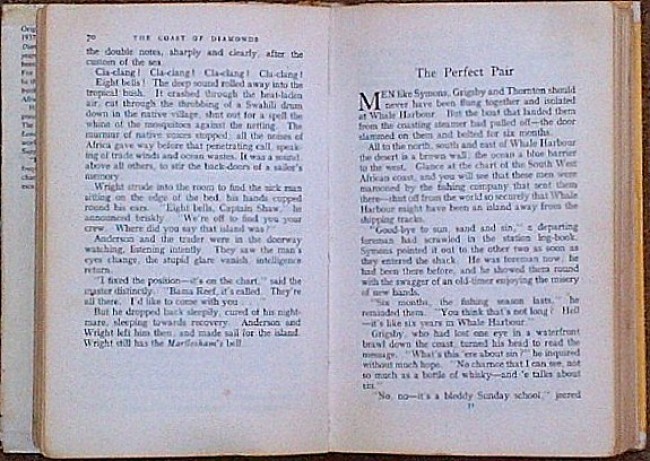 70 THE COAST OF DIAMONDS
the double notes, sharply and clearly, after the
custom of the sea.
Cla-clang! Cla-clang! Cla-clang! Cla-clang!
Eight bells! The deep sound rolled away into the
tropical bush. It crashed through the heat-laden
air, cut through the throbbing of a Swahili drum
down in the native village, shut out for a spell the
whine of the mosquitoes against the netting. The
murmur of native voices stopped; all the noises of
Africa gave way before that penetrating call, speak-
ing of trade winds and ocean wastes. It was a sound,
above all others, to stir the back-doors of a sailor's
memory.
Wright strode into the room to find the sick man
sitting on the edge of the bed, his hands cupped
round his ears. "Eight bells, Captain Shaw," he
announced briskly. "We're off to find you your
crew. Where did you say that island was?"
Anderson and the trader were in the doorway
watching, listening intently. They saw the man's
eyes change, the stupid glare vanish, intelligence
return.
"I fixed the position—it's on the chart," said the
master distinctly. "Bama Reef, it's called. They're
all there. I'd like to come with you . . ."
But he dropped back sleepily, cured of his night-
mare, sleeping towards recovery. Anderson and
Wright left him then, and made sail for the island.
Wright still has the Martlesham's bell.
The Perfect Pair
MEN like Symons, Grigsby and Thornton should
never have been flung together and isolated
at Whale Harbour. But the boat that landed them
from the coasting steamer had pulled off—the door
slammed on them and bolted for six months.
All to the north, south and east of Whale Harbour
the desert is a brown wall; the ocean a blue barrier
to the west. Glance at the chart of the South West
African coast, and you will see that these men were
marooned by the fishing company that sent them
there—shut off from the world so securely that Whale
Harbour might have been an island away from the
shipping tracks.
"Good-bye to sun, sand and sin," a departing
foreman had scrawled in the station log-book.
Symons pointed it out to the other two as soon as
they entered the shack. He was foreman now; he
had been there before, and he showed them round
with the swagger of an old-timer enjoying the misery
of new hands.
"Six months, the fishing season lasts," he
reminded them. "You think that's not long? Hell
—it's like six years in Whale Harbour."
Grigsby, who had lost one eye in a waterfront
brawl down the coast, turned his head to read the
message. "What's this 'ere about sin?" he inquired
without much hope. "No chance that I can see, not
so much as a bottle of whisky—and 'e talks about
sin."
"No, no—it's a bloddy Sunday school," jeered